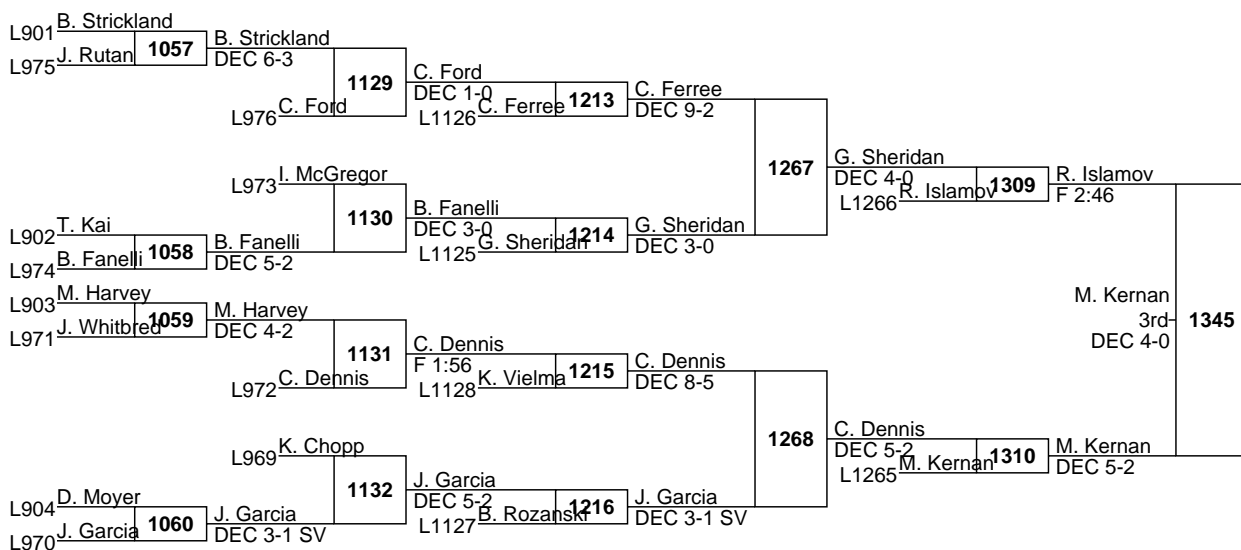 L901 B. Strickland
1057
L975 J. Rutan
B. Strickland
DEC 6-3
1129
L976 C. Ford
C. Ford
DEC 1-0
1213
L1126 C. Ferree
C. Ferree
DEC 9-2
1267
L973 I. McGregor
1130
L902 T. Kai
1058
L974 B. Fanelli
B. Fanelli
DEC 5-2
B. Fanelli
DEC 3-0
1214
L1125 G. Sheridan
G. Sheridan
DEC 3-0
G. Sheridan
DEC 4-0
1309
L1266 R. Islamov
R. Islamov
F 2:46
L903 M. Harvey
1059
L971 J. Whitbred
M. Harvey
DEC 4-2
1131
L972 C. Dennis
C. Dennis
F 1:56
1215
L1128 K. Vielma
C. Dennis
DEC 8-5
1268
L969 K. Chopp
1132
L904 D. Moyer
1060
L970 J. Garcia
J. Garcia
DEC 3-1 SV
J. Garcia
DEC 5-2
1216
L1127 B. Rozanski
J. Garcia
DEC 3-1 SV
C. Dennis
DEC 5-2
1310
L1265 M. Kernan
M. Kernan
DEC 5-2
M. Kernan
3rd
DEC 4-0
1345